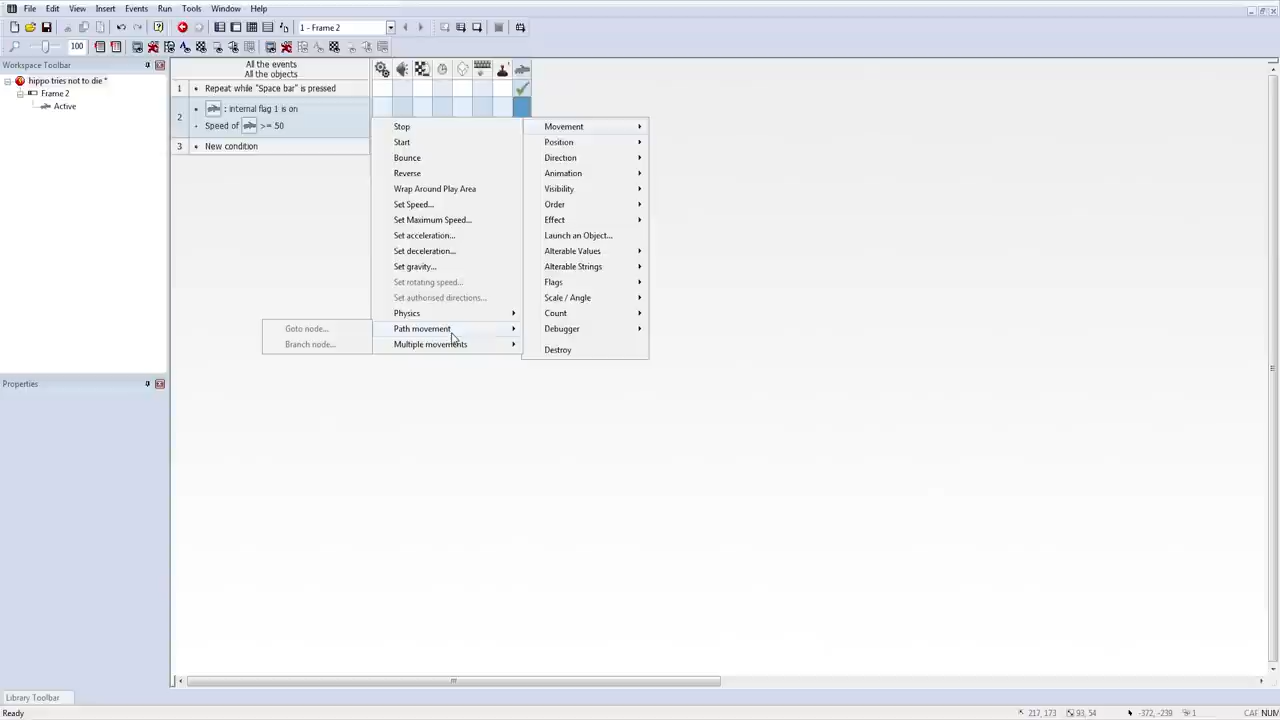 File Edit View Insert Events Run Tools Window Help
1 - Frame 2
100
Workspace Toolbar
hippo tries not to die *
Frame 2
Active
All the events
All the objects
1 Repeat while "Space bar" is pressed
2 : internal flag 1 is on
Speed of >= 50
3 New condition
Stop
Start
Bounce
Reverse
Wrap Around Play Area
Set Speed...
Set Maximum Speed...
Set acceleration...
Set deceleration...
Set gravity...
Set rotating speed...
Set authorised directions...
Physics
Path movement
Multiple movements
Goto node...
Branch node...
Movement
Position
Direction
Animation
Visibility
Order
Effect
Launch an Object...
Alterable Values
Alterable Strings
Flags
Scale / Angle
Count
Debugger
Destroy
Properties
Library Toolbar
Ready
217, 173 93, 54 -372, -239 1 CAF NUM